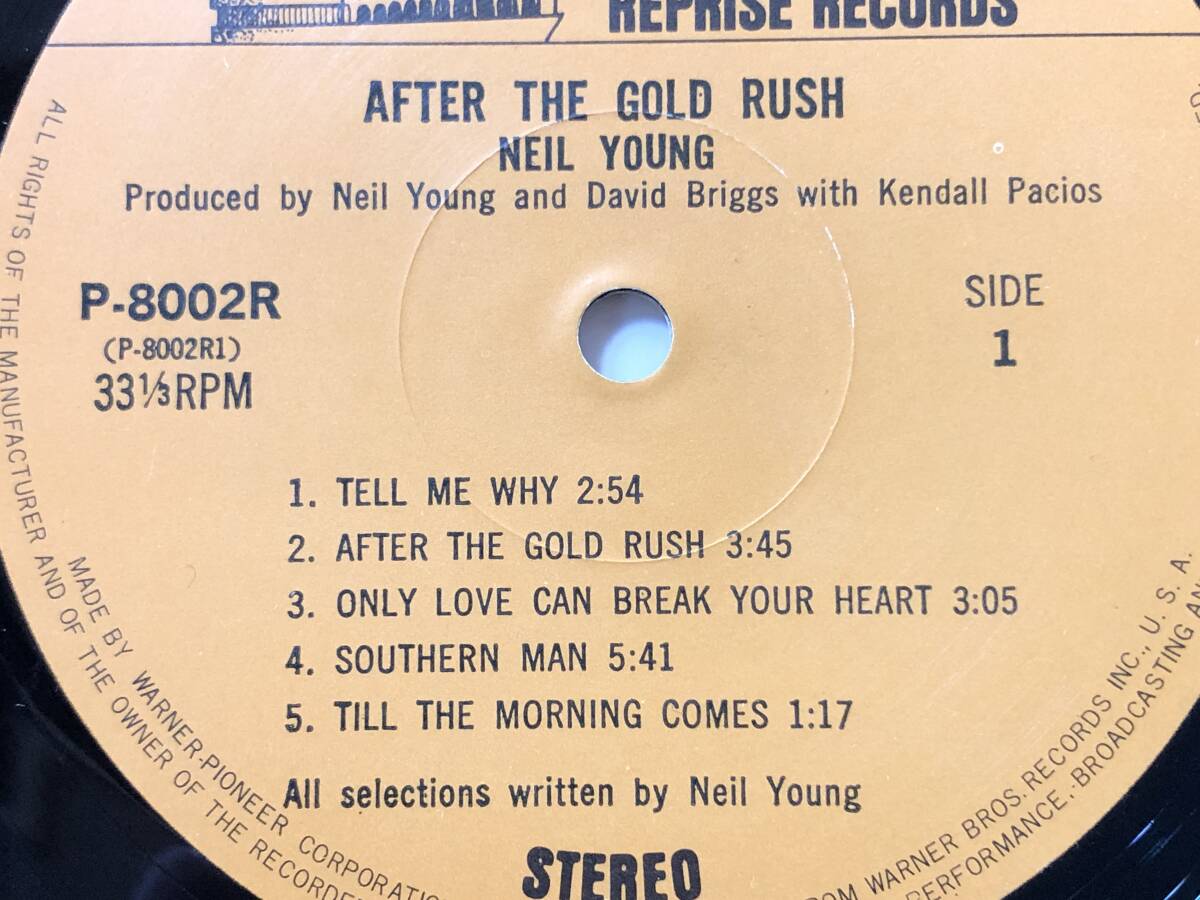 REPRISE RECORDS
AFTER THE GOLD RUSH
NEIL YOUNG
Produced by Neil Young and David Briggs with Kendall Pacios
P-8002R
(P-8002R1)
33⅓RPM
SIDE
1
1. TELL ME WHY 2:54
2. AFTER THE GOLD RUSH 3:45
3. ONLY LOVE CAN BREAK YOUR HEART 3:05
4. SOUTHERN MAN 5:41
5. TILL THE MORNING COMES 1:17
All selections written by Neil Young
STEREO
ALL RIGHTS OF THE MANUFACTURER AND OF THE OWNER OF THE
MADE BY WARNER-PIONEER
WARNER BROS. RECORDS INC., U. S. A.
PERFORMANCE,·BROADCASTING